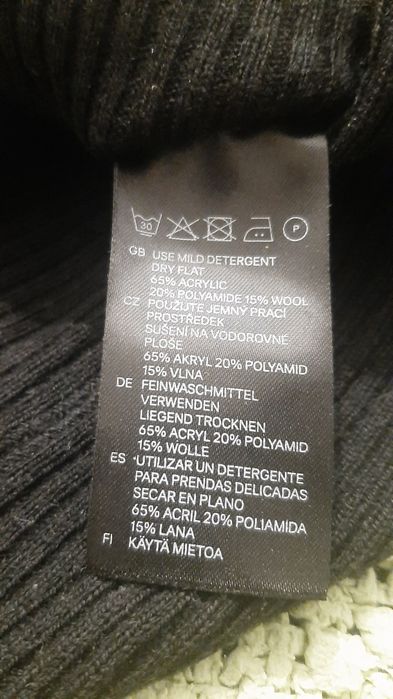 30 P
GB USE MILD DETERGENT
DRY FLAT
65% ACRYLIC
20% POLYAMIDE 15% WOOL
CZ POUŽIJTE JEMNÝ PRACÍ
PROSTŘEDEK
SUŠENÍ NA VODOROVNÉ
PLOŠE
65% AKRYL 20% POLYAMID
15% VLNA
DE FEINWASCHMITTEL
VERWENDEN
LIEGEND TROCKNEN
65% ACRYL 20% POLYAMID
15% WOLLE
ES UTILIZAR UN DETERGENTE
PARA PRENDAS DELICADAS
SECAR EN PLANO
65% ACRIL 20% POLIAMIDA
15% LANA
FI KÄYTÄ MIETOA